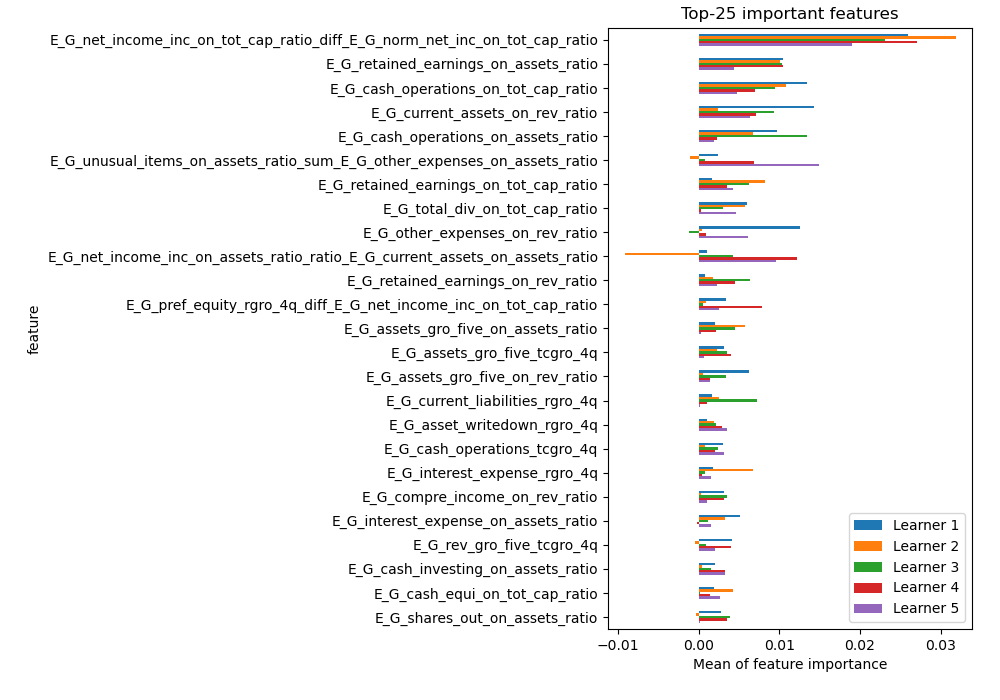 Top-25 important features
E_G_net_income_inc_on_tot_cap_ratio_diff_E_G_norm_net_inc_on_tot_cap_ratio
E_G_retained_earnings_on_assets_ratio
E_G_cash_operations_on_tot_cap_ratio
E_G_current_assets_on_rev_ratio
E_G_cash_operations_on_assets_ratio
E_G_unusual_items_on_assets_ratio_sum_E_G_other_expenses_on_assets_ratio
E_G_retained_earnings_on_tot_cap_ratio
E_G_total_div_on_tot_cap_ratio
E_G_other_expenses_on_rev_ratio
E_G_net_income_inc_on_assets_ratio_ratio_E_G_current_assets_on_assets_ratio
E_G_retained_earnings_on_rev_ratio
E_G_pref_equity_rgro_4q_diff_E_G_net_income_inc_on_tot_cap_ratio
E_G_assets_gro_five_on_assets_ratio
E_G_assets_gro_five_tcgro_4q
E_G_assets_gro_five_on_rev_ratio
E_G_current_liabilities_rgro_4q
E_G_asset_writedown_rgro_4q
E_G_cash_operations_tcgro_4q
E_G_interest_expense_rgro_4q
E_G_compre_income_on_rev_ratio
E_G_interest_expense_on_assets_ratio
E_G_rev_gro_five_tcgro_4q
E_G_cash_investing_on_assets_ratio
E_G_cash_equi_on_tot_cap_ratio
E_G_shares_out_on_assets_ratio
feature
Learner 1
Learner 2
Learner 3
Learner 4
Learner 5
−0.01 0.00 0.01 0.02 0.03
Mean of feature importance